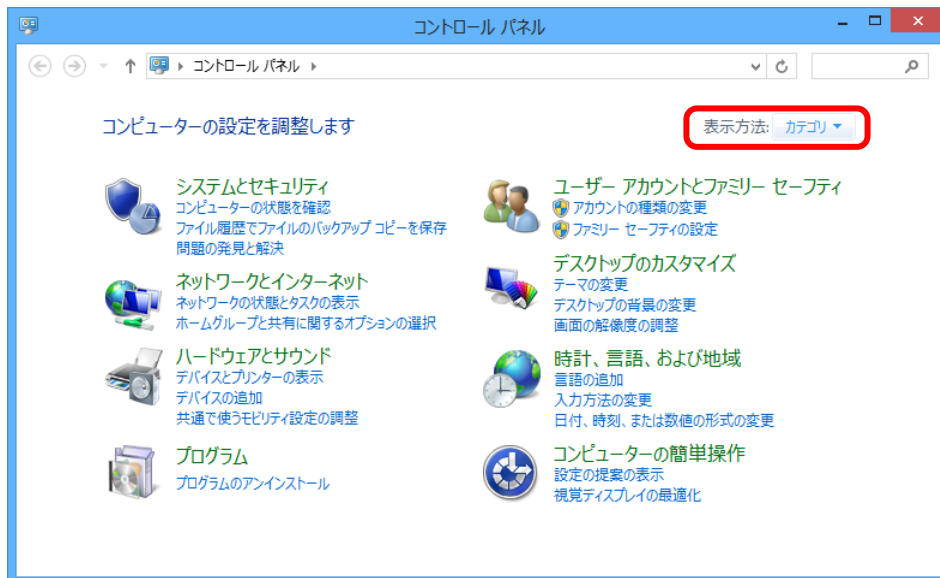 コントロール パネル
コントロール パネル
コンピューターの設定を調整します
表示方法: カテゴリ
システムとセキュリティ
コンピューターの状態を確認
ファイル履歴でファイルのバックアップ コピーを保存
問題の発見と解決
ネットワークとインターネット
ネットワークの状態とタスクの表示
ホームグループと共有に関するオプションの選択
ハードウェアとサウンド
デバイスとプリンターの表示
デバイスの追加
共通で使うモビリティ設定の調整
プログラム
プログラムのアンインストール
ユーザー アカウントとファミリー セーフティ
アカウントの種類の変更
ファミリー セーフティの設定
デスクトップのカスタマイズ
テーマの変更
デスクトップの背景の変更
画面の解像度の調整
時計、言語、および地域
言語の追加
入力方法の変更
日付、時刻、または数値の形式の変更
コンピューターの簡単操作
設定の提案の表示
視覚ディスプレイの最適化